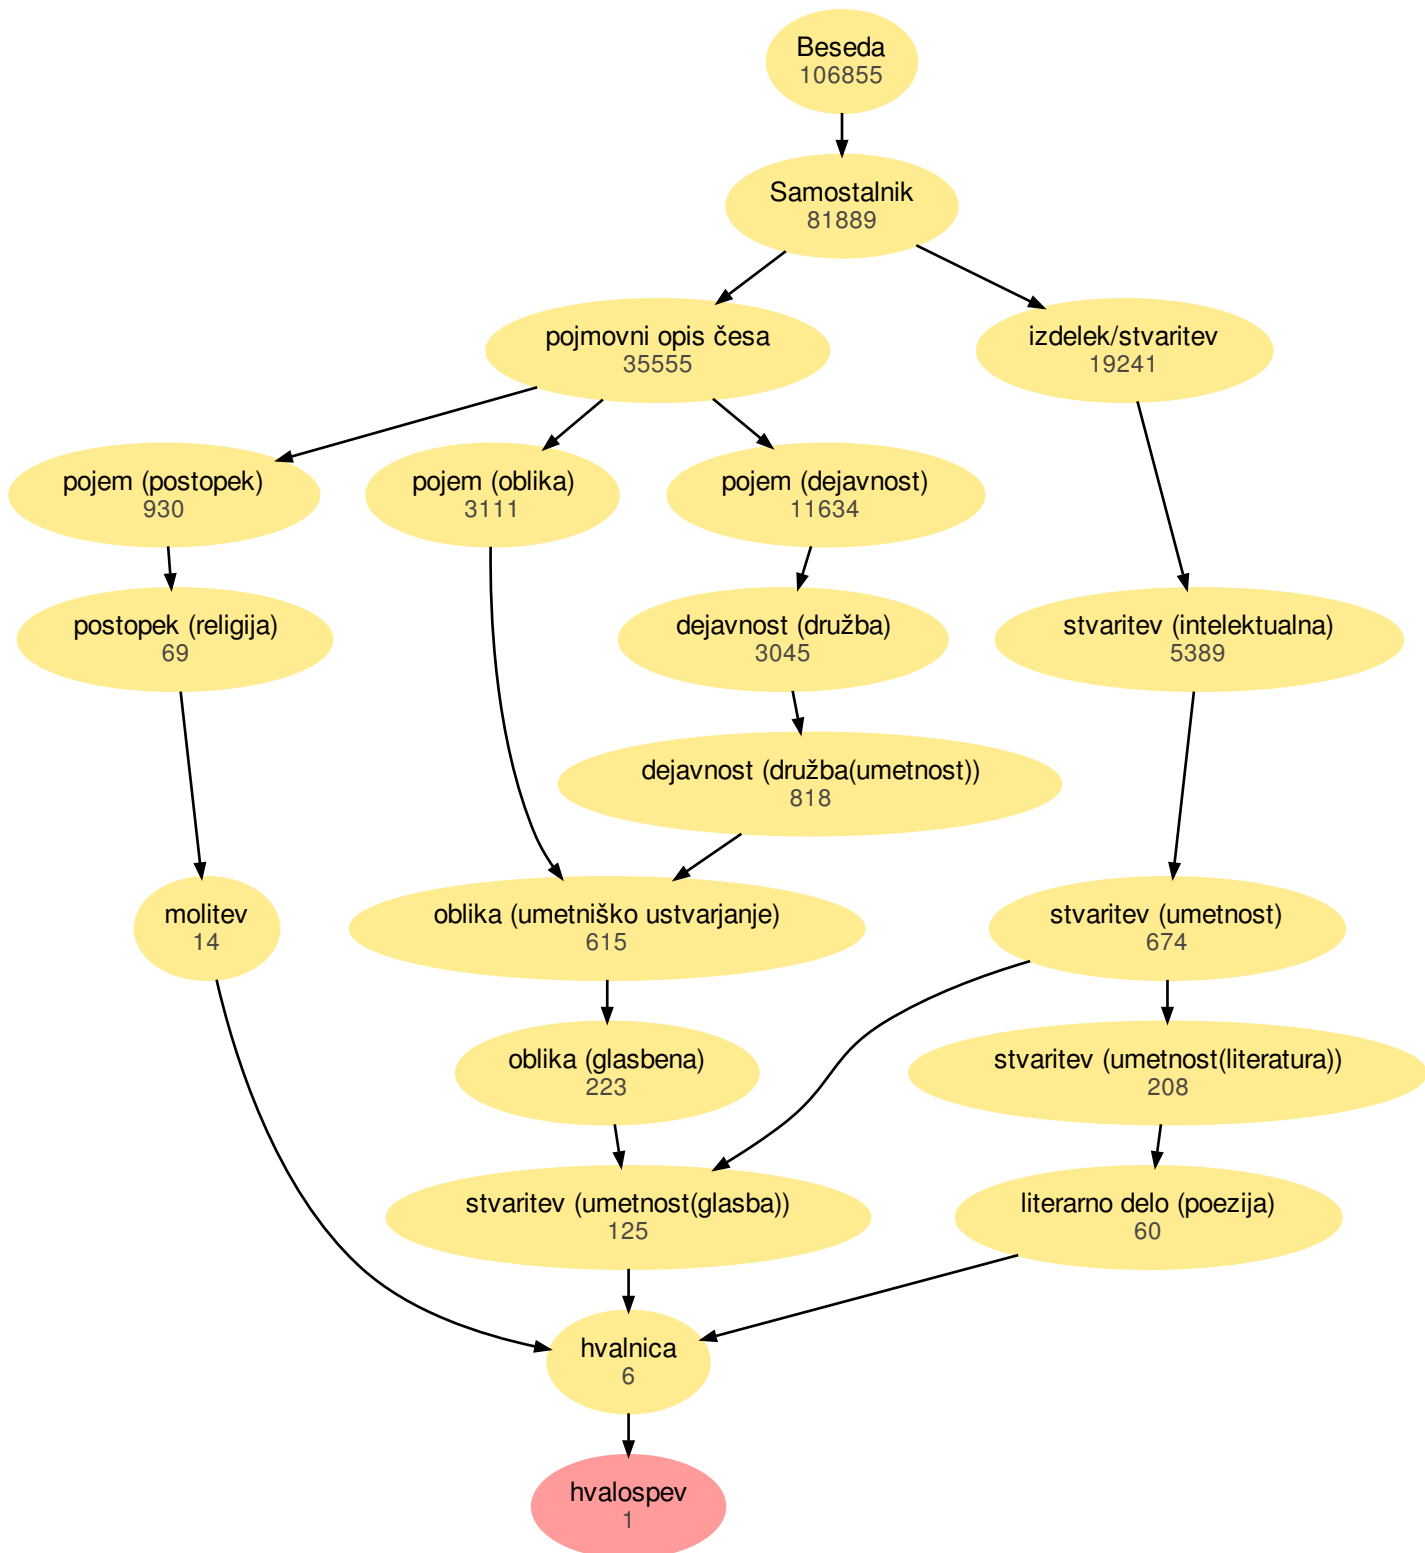 Beseda
106855
Samostalnik
81889
pojmovni opis česa
35555
izdelek/stvaritev
19241
pojem (postopek)
930
pojem (oblika)
3111
pojem (dejavnost)
11634
postopek (religija)
69
dejavnost (družba)
3045
stvaritev (intelektualna)
5389
dejavnost (družba(umetnost))
818
molitev
14
oblika (umetniško ustvarjanje)
615
stvaritev (umetnost)
674
oblika (glasbena)
223
stvaritev (umetnost(literatura))
208
stvaritev (umetnost(glasba))
125
literarno delo (poezija)
60
hvalnica
6
hvalospev
1